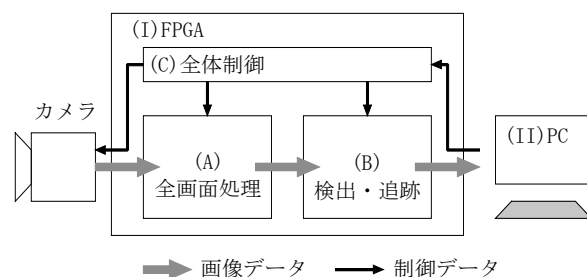 (I)FPGA
(C)全体制御
カメラ
(A)
全画面処理
(B)
検出・追跡
(II)PC
画像データ
制御データ